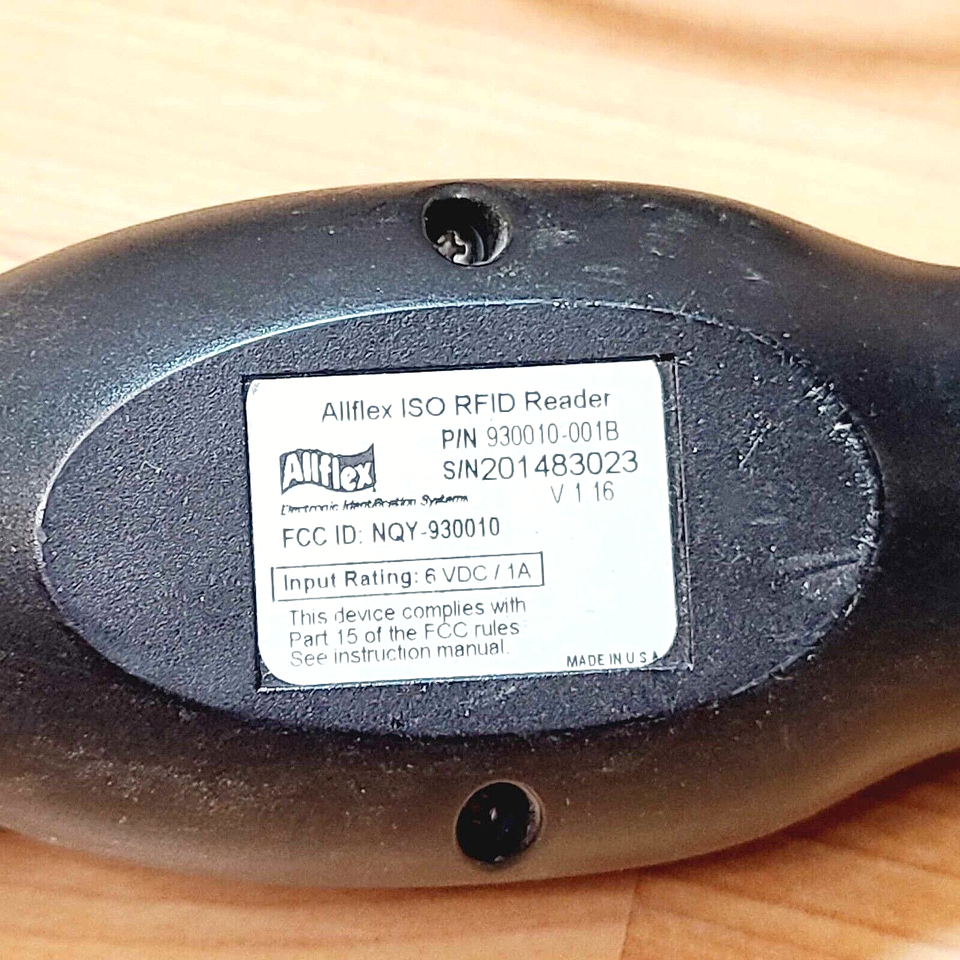 Allflex ISO RFID Reader
P/N 930010-001B
Allflex
S/N201483023
Electronic Identification Systems
V 1 16
FCC ID: NQY-930010
Input Rating: 6 VDC / 1A
This device complies with
Part 15 of the FCC rules
See instruction manual.
MADE IN U S A